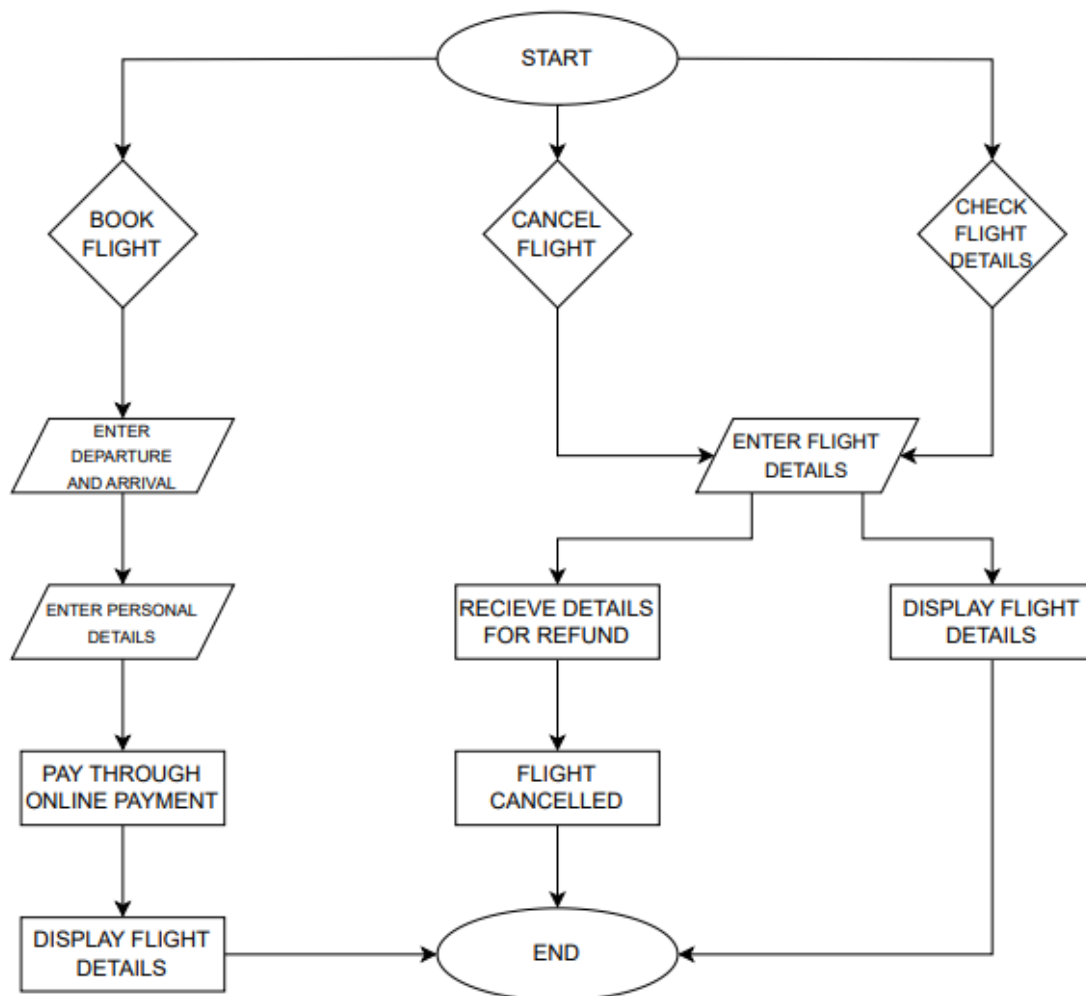 START
BOOK
FLIGHT
CANCEL
FLIGHT
CHECK
FLIGHT
DETAILS
ENTER
DEPARTURE
AND ARRIVAL
ENTER FLIGHT
DETAILS
ENTER PERSONAL
DETAILS
RECIEVE DETAILS
FOR REFUND
DISPLAY FLIGHT
DETAILS
PAY THROUGH
ONLINE PAYMENT
FLIGHT
CANCELLED
DISPLAY FLIGHT
DETAILS
END